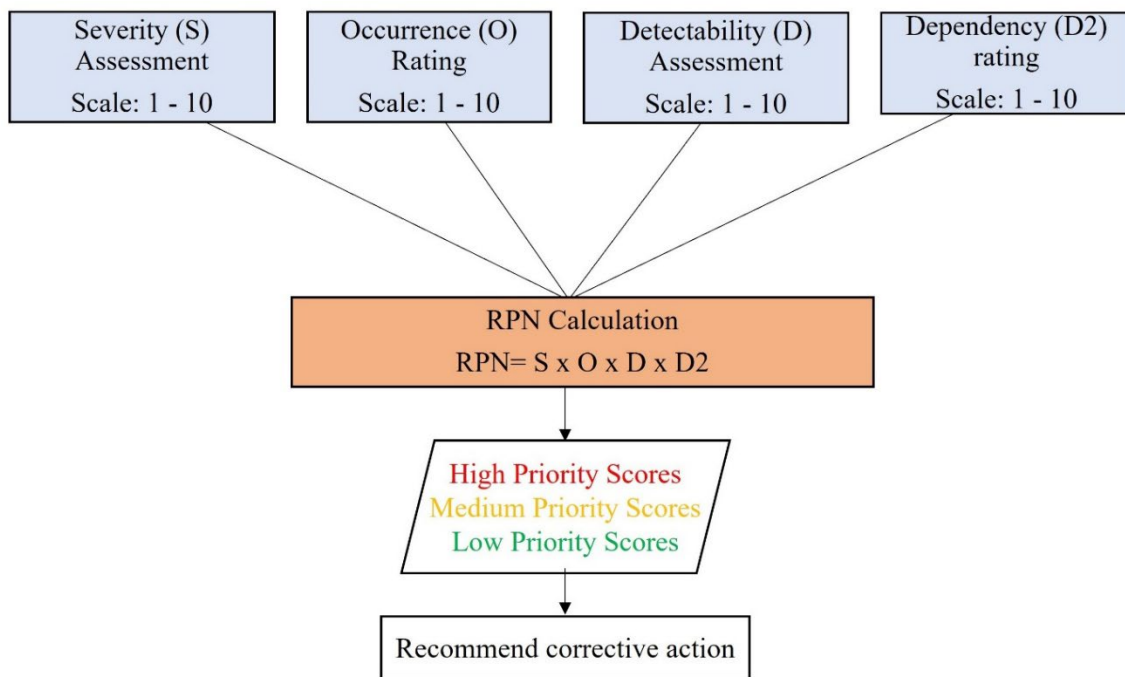 Severity (S)
Assessment
Scale: 1 - 10
Occurrence (O)
Rating
Scale: 1 - 10
Detectability (D)
Assessment
Scale: 1 - 10
Dependency (D2)
rating
Scale: 1 - 10
RPN Calculation
RPN= S x O x D x D2
High Priority Scores
Medium Priority Scores
Low Priority Scores
Recommend corrective action